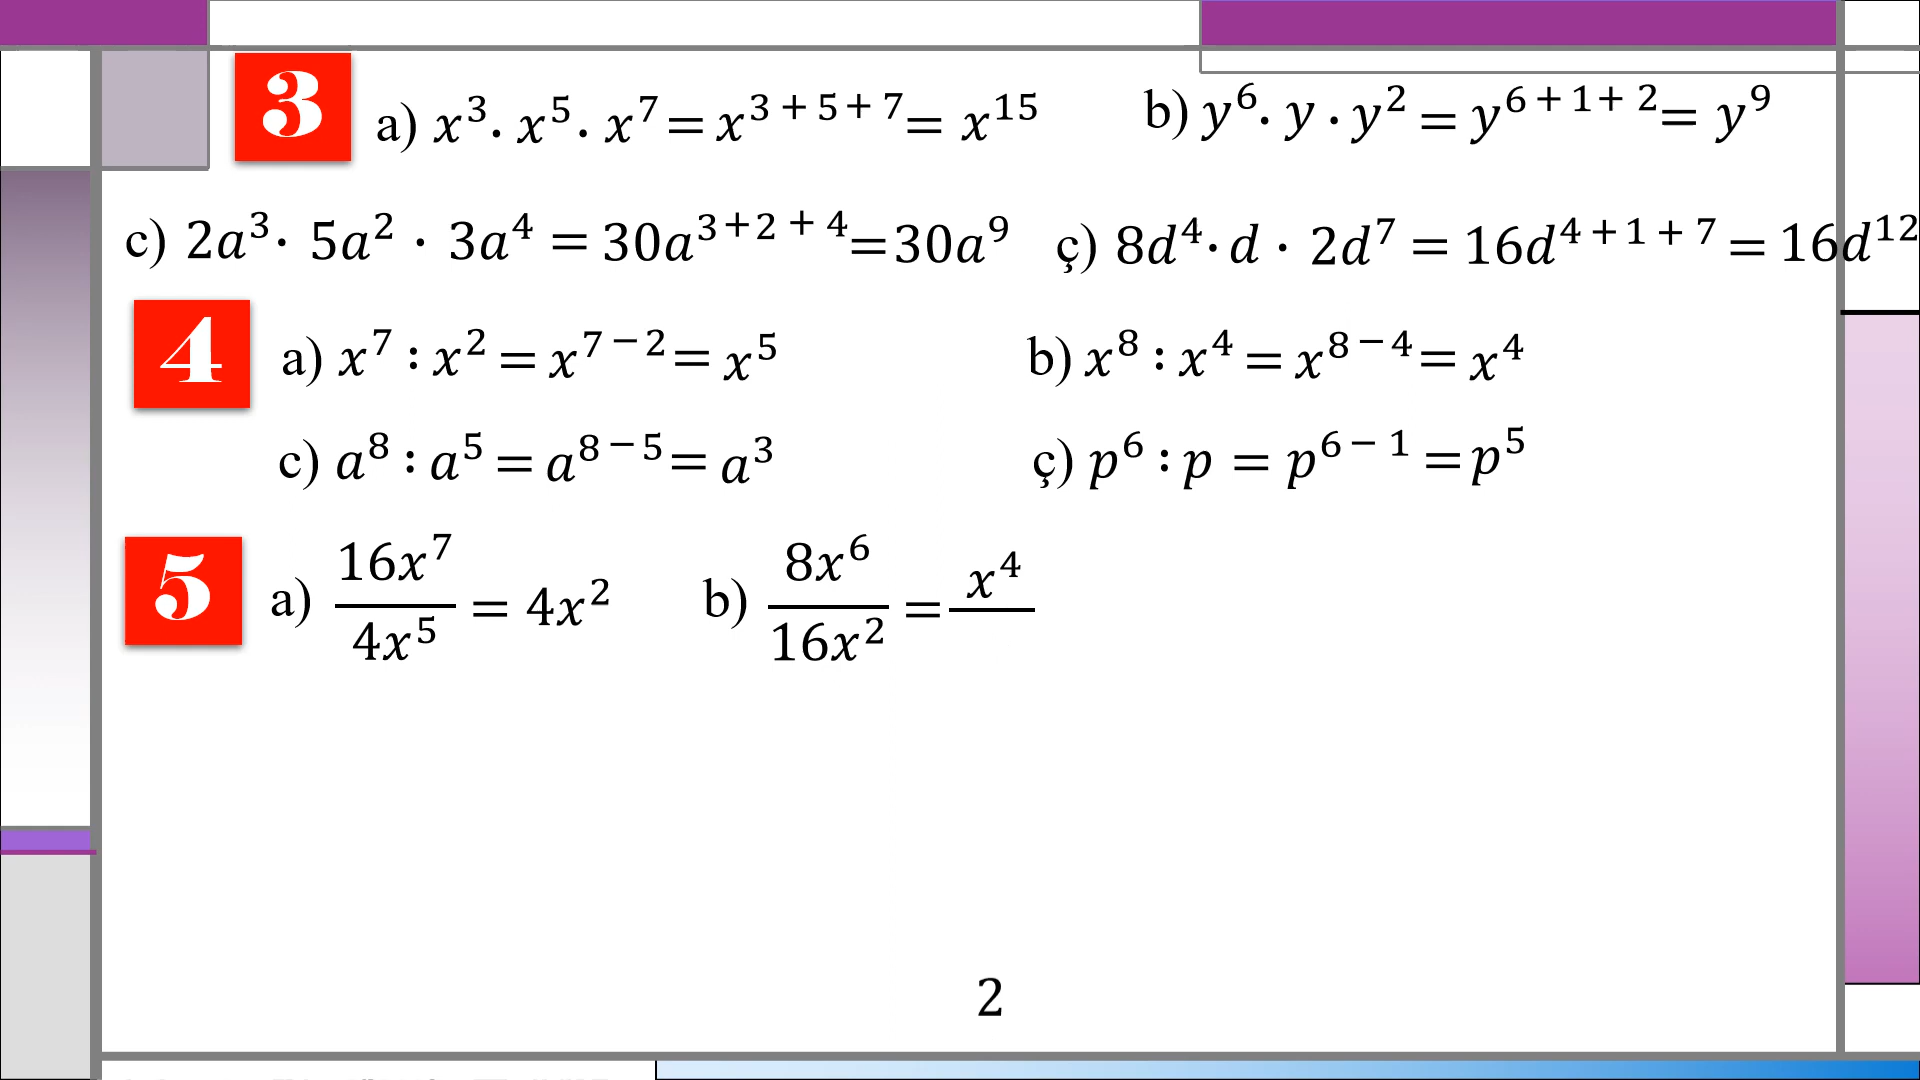 3 a) x³· x⁵· x⁷ = x³⁺⁵⁺⁷ = x¹⁵ b) y⁶· y · y² = y⁶⁺¹⁺² = y⁹
c) 2a³· 5a² · 3a⁴ = 30a³⁺²⁺⁴ = 30a⁹ ç) 8d⁴· d · 2d⁷ = 16d⁴⁺¹⁺⁷ = 16d¹²
4 a) x⁷ : x² = x⁷⁻² = x⁵ b) x⁸ : x⁴ = x⁸⁻⁴ = x⁴
c) a⁸ : a⁵ = a⁸⁻⁵ = a³ ç) p⁶ : p = p⁶⁻¹ = p⁵
5 a) 16x⁷/4x⁵ = 4x² b) 8x⁶/16x² = x⁴/
2